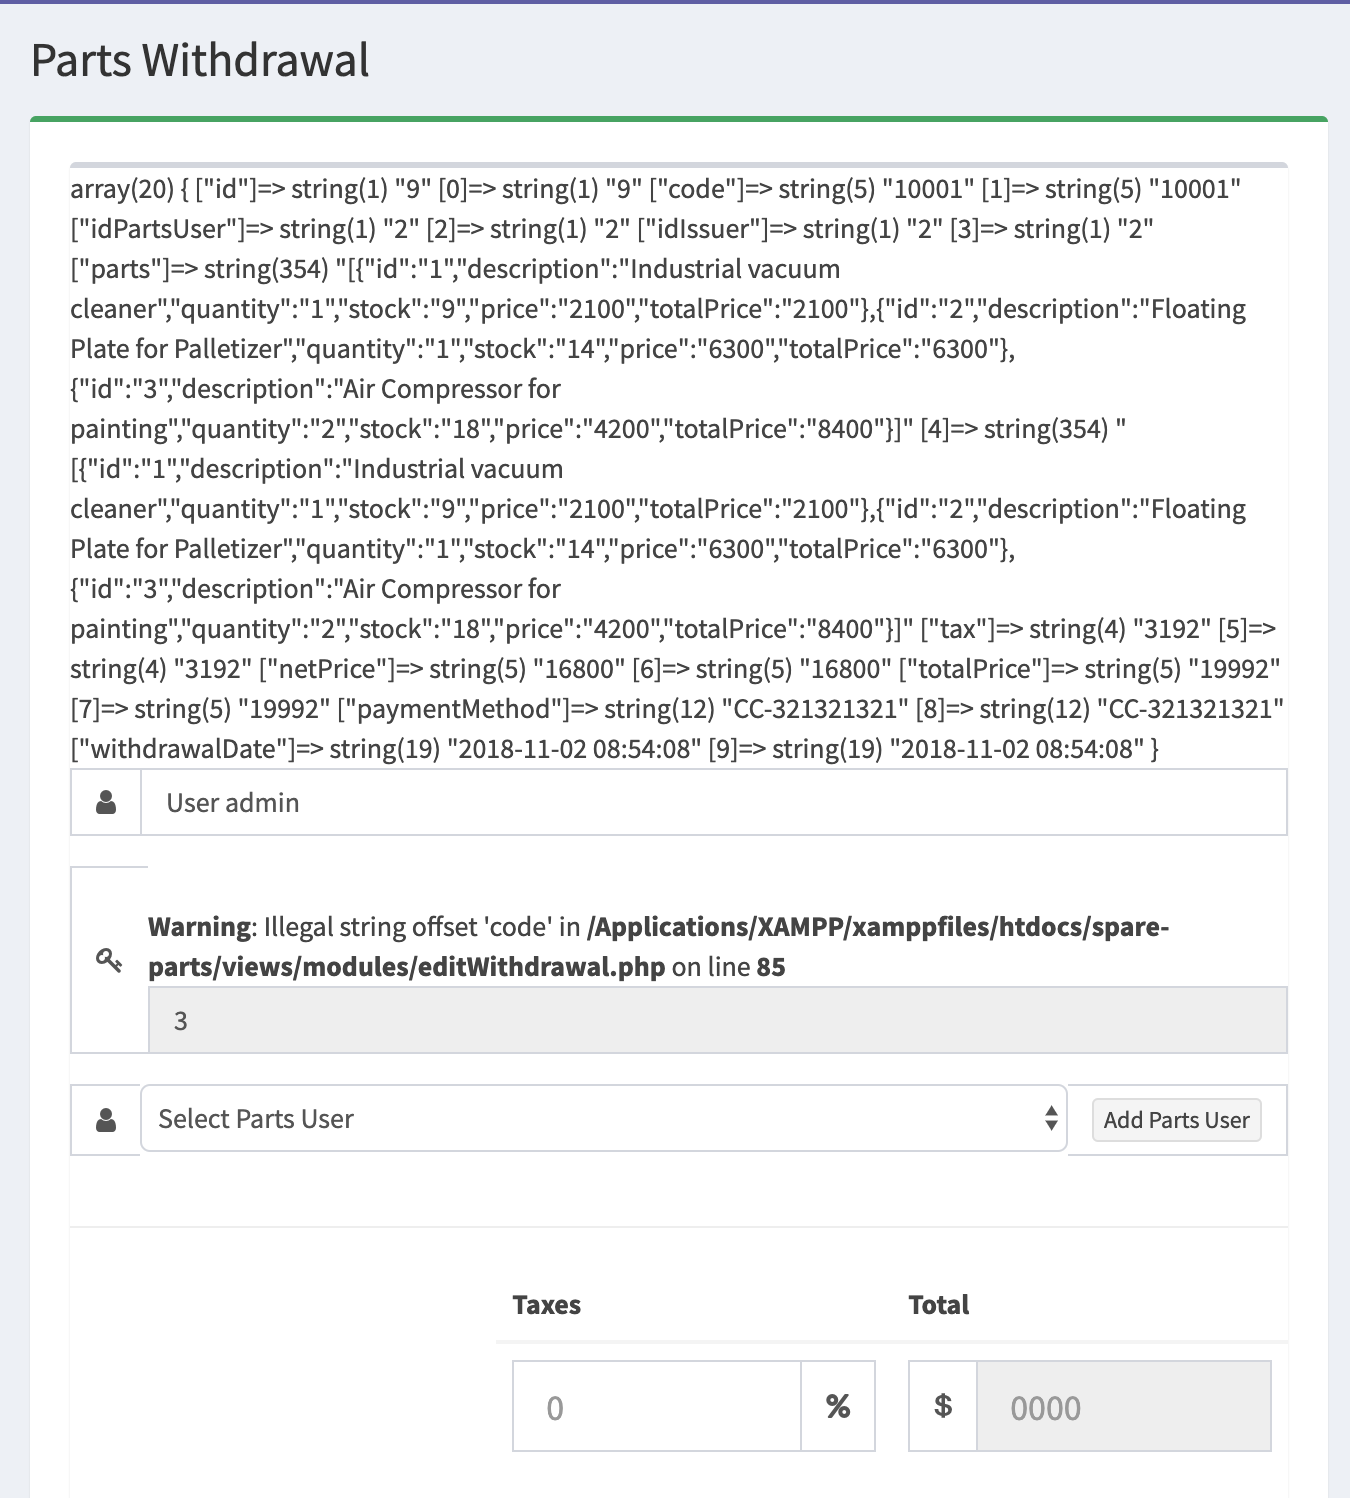 Parts Withdrawal
array(20) { ["id"]=> string(1) "9" [0]=> string(1) "9" ["code"]=> string(5) "10001" [1]=> string(5) "10001"
["idPartsUser"]=> string(1) "2" [2]=> string(1) "2" ["idIssuer"]=> string(1) "2" [3]=> string(1) "2"
["parts"]=> string(354) "[{"id":"1","description":"Industrial vacuum
cleaner","quantity":"1","stock":"9","price":"2100","totalPrice":"2100"},{"id":"2","description":"Floating
Plate for Palletizer","quantity":"1","stock":"14","price":"6300","totalPrice":"6300"},
{"id":"3","description":"Air Compressor for
painting","quantity":"2","stock":"18","price":"4200","totalPrice":"8400"}]" [4]=> string(354) "
[{"id":"1","description":"Industrial vacuum
cleaner","quantity":"1","stock":"9","price":"2100","totalPrice":"2100"},{"id":"2","description":"Floating
Plate for Palletizer","quantity":"1","stock":"14","price":"6300","totalPrice":"6300"},
{"id":"3","description":"Air Compressor for
painting","quantity":"2","stock":"18","price":"4200","totalPrice":"8400"}]" ["tax"]=> string(4) "3192" [5]=>
string(4) "3192" ["netPrice"]=> string(5) "16800" [6]=> string(5) "16800" ["totalPrice"]=> string(5) "19992"
[7]=> string(5) "19992" ["paymentMethod"]=> string(12) "CC-321321321" [8]=> string(12) "CC-321321321"
["withdrawalDate"]=> string(19) "2018-11-02 08:54:08" [9]=> string(19) "2018-11-02 08:54:08" }
User admin
Warning: Illegal string offset 'code' in /Applications/XAMPP/xamppfiles/htdocs/spare-
parts/views/modules/editWithdrawal.php on line 85
3
Select Parts User Add Parts User
Taxes Total
0 % $ 0000